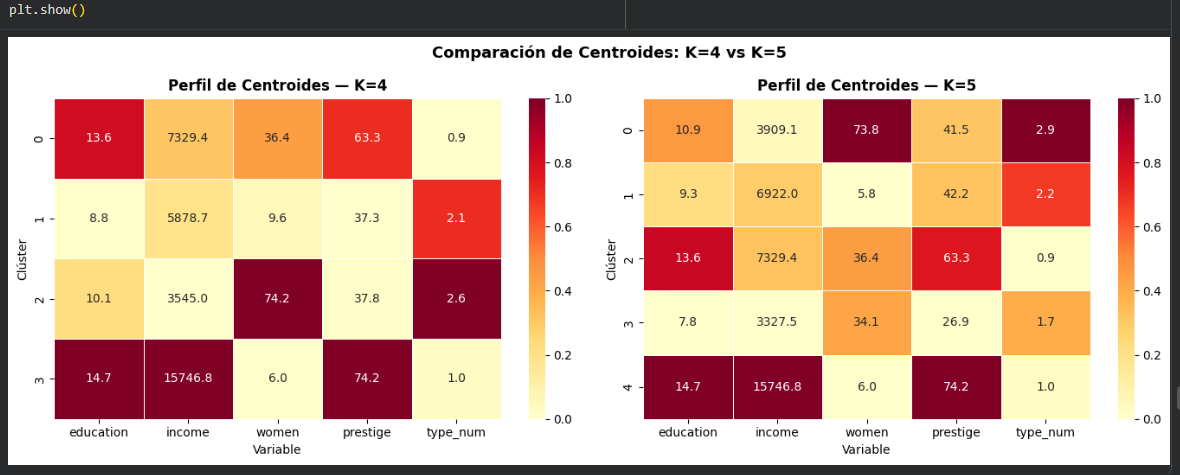 plt.show()
Comparación de Centroides: K=4 vs K=5
Perfil de Centroides — K=4
0 13.6 7329.4 36.4 63.3 0.9
1 8.8 5878.7 9.6 37.3 2.1
2 10.1 3545.0 74.2 37.8 2.6
3 14.7 15746.8 6.0 74.2 1.0
education income women prestige type_num
Variable
Clúster
1.0
0.8
0.6
0.4
0.2
0.0
Perfil de Centroides — K=5
0 10.9 3909.1 73.8 41.5 2.9
1 9.3 6922.0 5.8 42.2 2.2
2 13.6 7329.4 36.4 63.3 0.9
3 7.8 3327.5 34.1 26.9 1.7
4 14.7 15746.8 6.0 74.2 1.0
education income women prestige type_num
Variable
Clúster
1.0
0.8
0.6
0.4
0.2
0.0